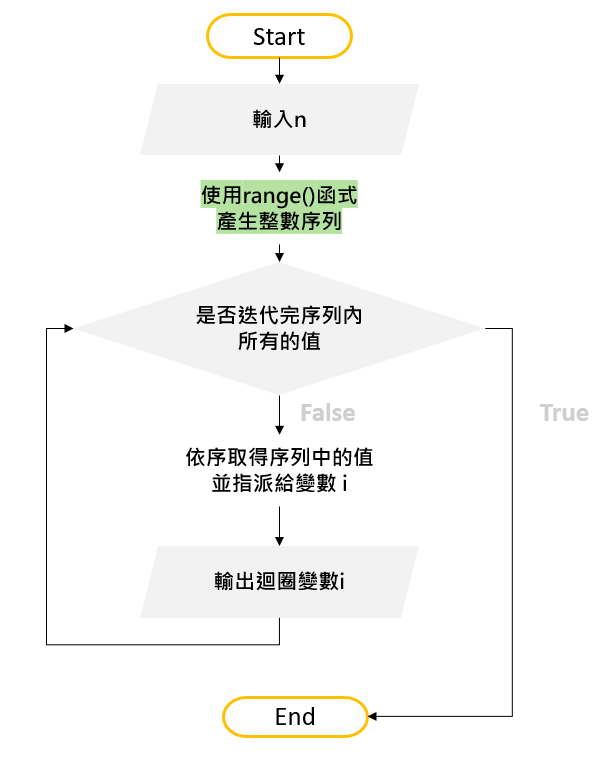 Start
輸入n
使用range()函式
產生整數序列
是否迭代完序列內
所有的值
False
True
依序取得序列中的值
並指派給變數 i
輸出迴圈變數i
End